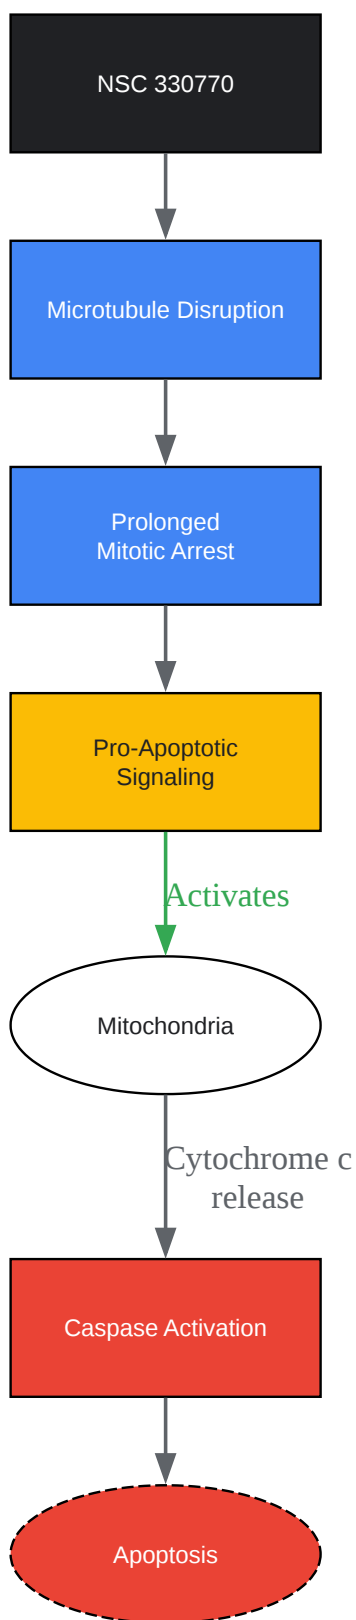 NSC 330770
Microtubule Disruption
Prolonged
Mitotic Arrest
Pro-Apoptotic
Signaling
Activates
Mitochondria
Cytochrome c
release
Caspase Activation
Apoptosis